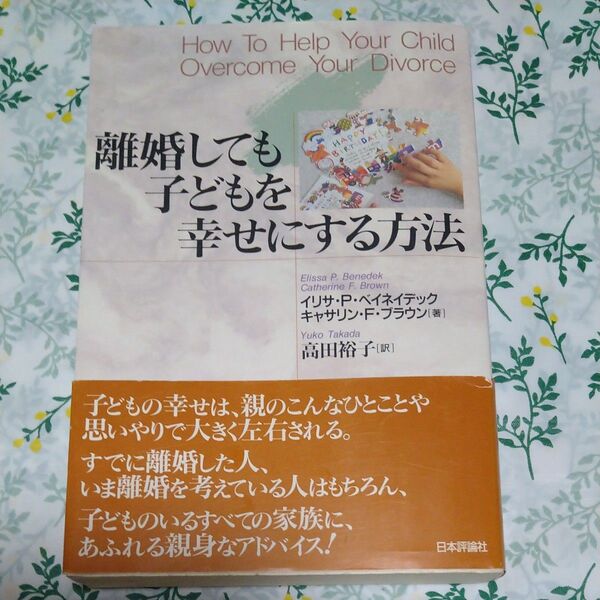 How To Help Your Child
Overcome Your Divorce
HAPPY
BIRTHDAY!
離婚しても
子どもを
幸せにする方法
Elissa P. Benedek
Catherine F. Brown
イリサ・P・ベイネイデック
キャサリン・F・ブラウン[著]
Yuko Takada
高田裕子[訳]
子どもの幸せは、親のこんなひとことや
思いやりで大きく左右される。
すでに離婚した人、
いま離婚を考えている人はもちろん、
子どものいるすべての家族に、
あふれる親身なアドバイス!
日本評論社